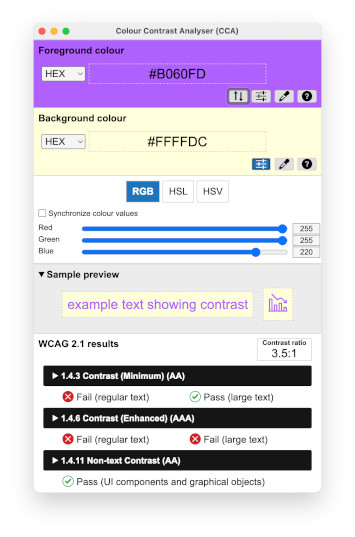 Colour Contrast Analyser (CCA)
Foreground colour
HEX
#B060FD
Background colour
HEX
#FFFFDC
RGB HSL HSV
Synchronize colour values
Red 255
Green 255
Blue 220
▼ Sample preview
example text showing contrast
WCAG 2.1 results
Contrast ratio
3.5:1
▶ 1.4.3 Contrast (Minimum) (AA)
Fail (regular text) Pass (large text)
▶ 1.4.6 Contrast (Enhanced) (AAA)
Fail (regular text) Fail (large text)
▶ 1.4.11 Non-text Contrast (AA)
Pass (UI components and graphical objects)